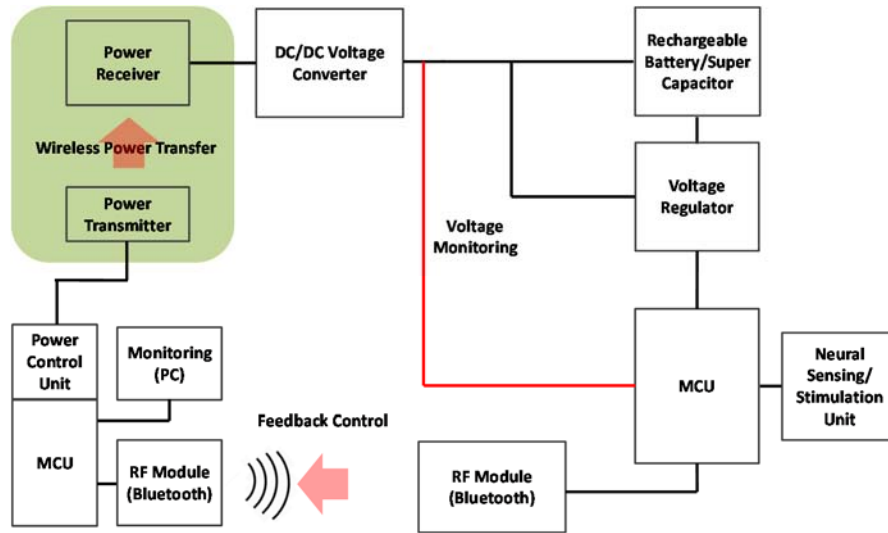 Power
Receiver
DC/DC Voltage
Converter
Rechargeable
Battery/Super
Capacitor
Wireless Power Transfer
Power
Transmitter
Voltage
Regulator
Voltage
Monitoring
Power
Control
Unit
Monitoring
(PC)
MCU
RF Module
(Bluetooth)
Feedback Control
RF Module
(Bluetooth)
MCU
Neural
Sensing/
Stimulation
Unit